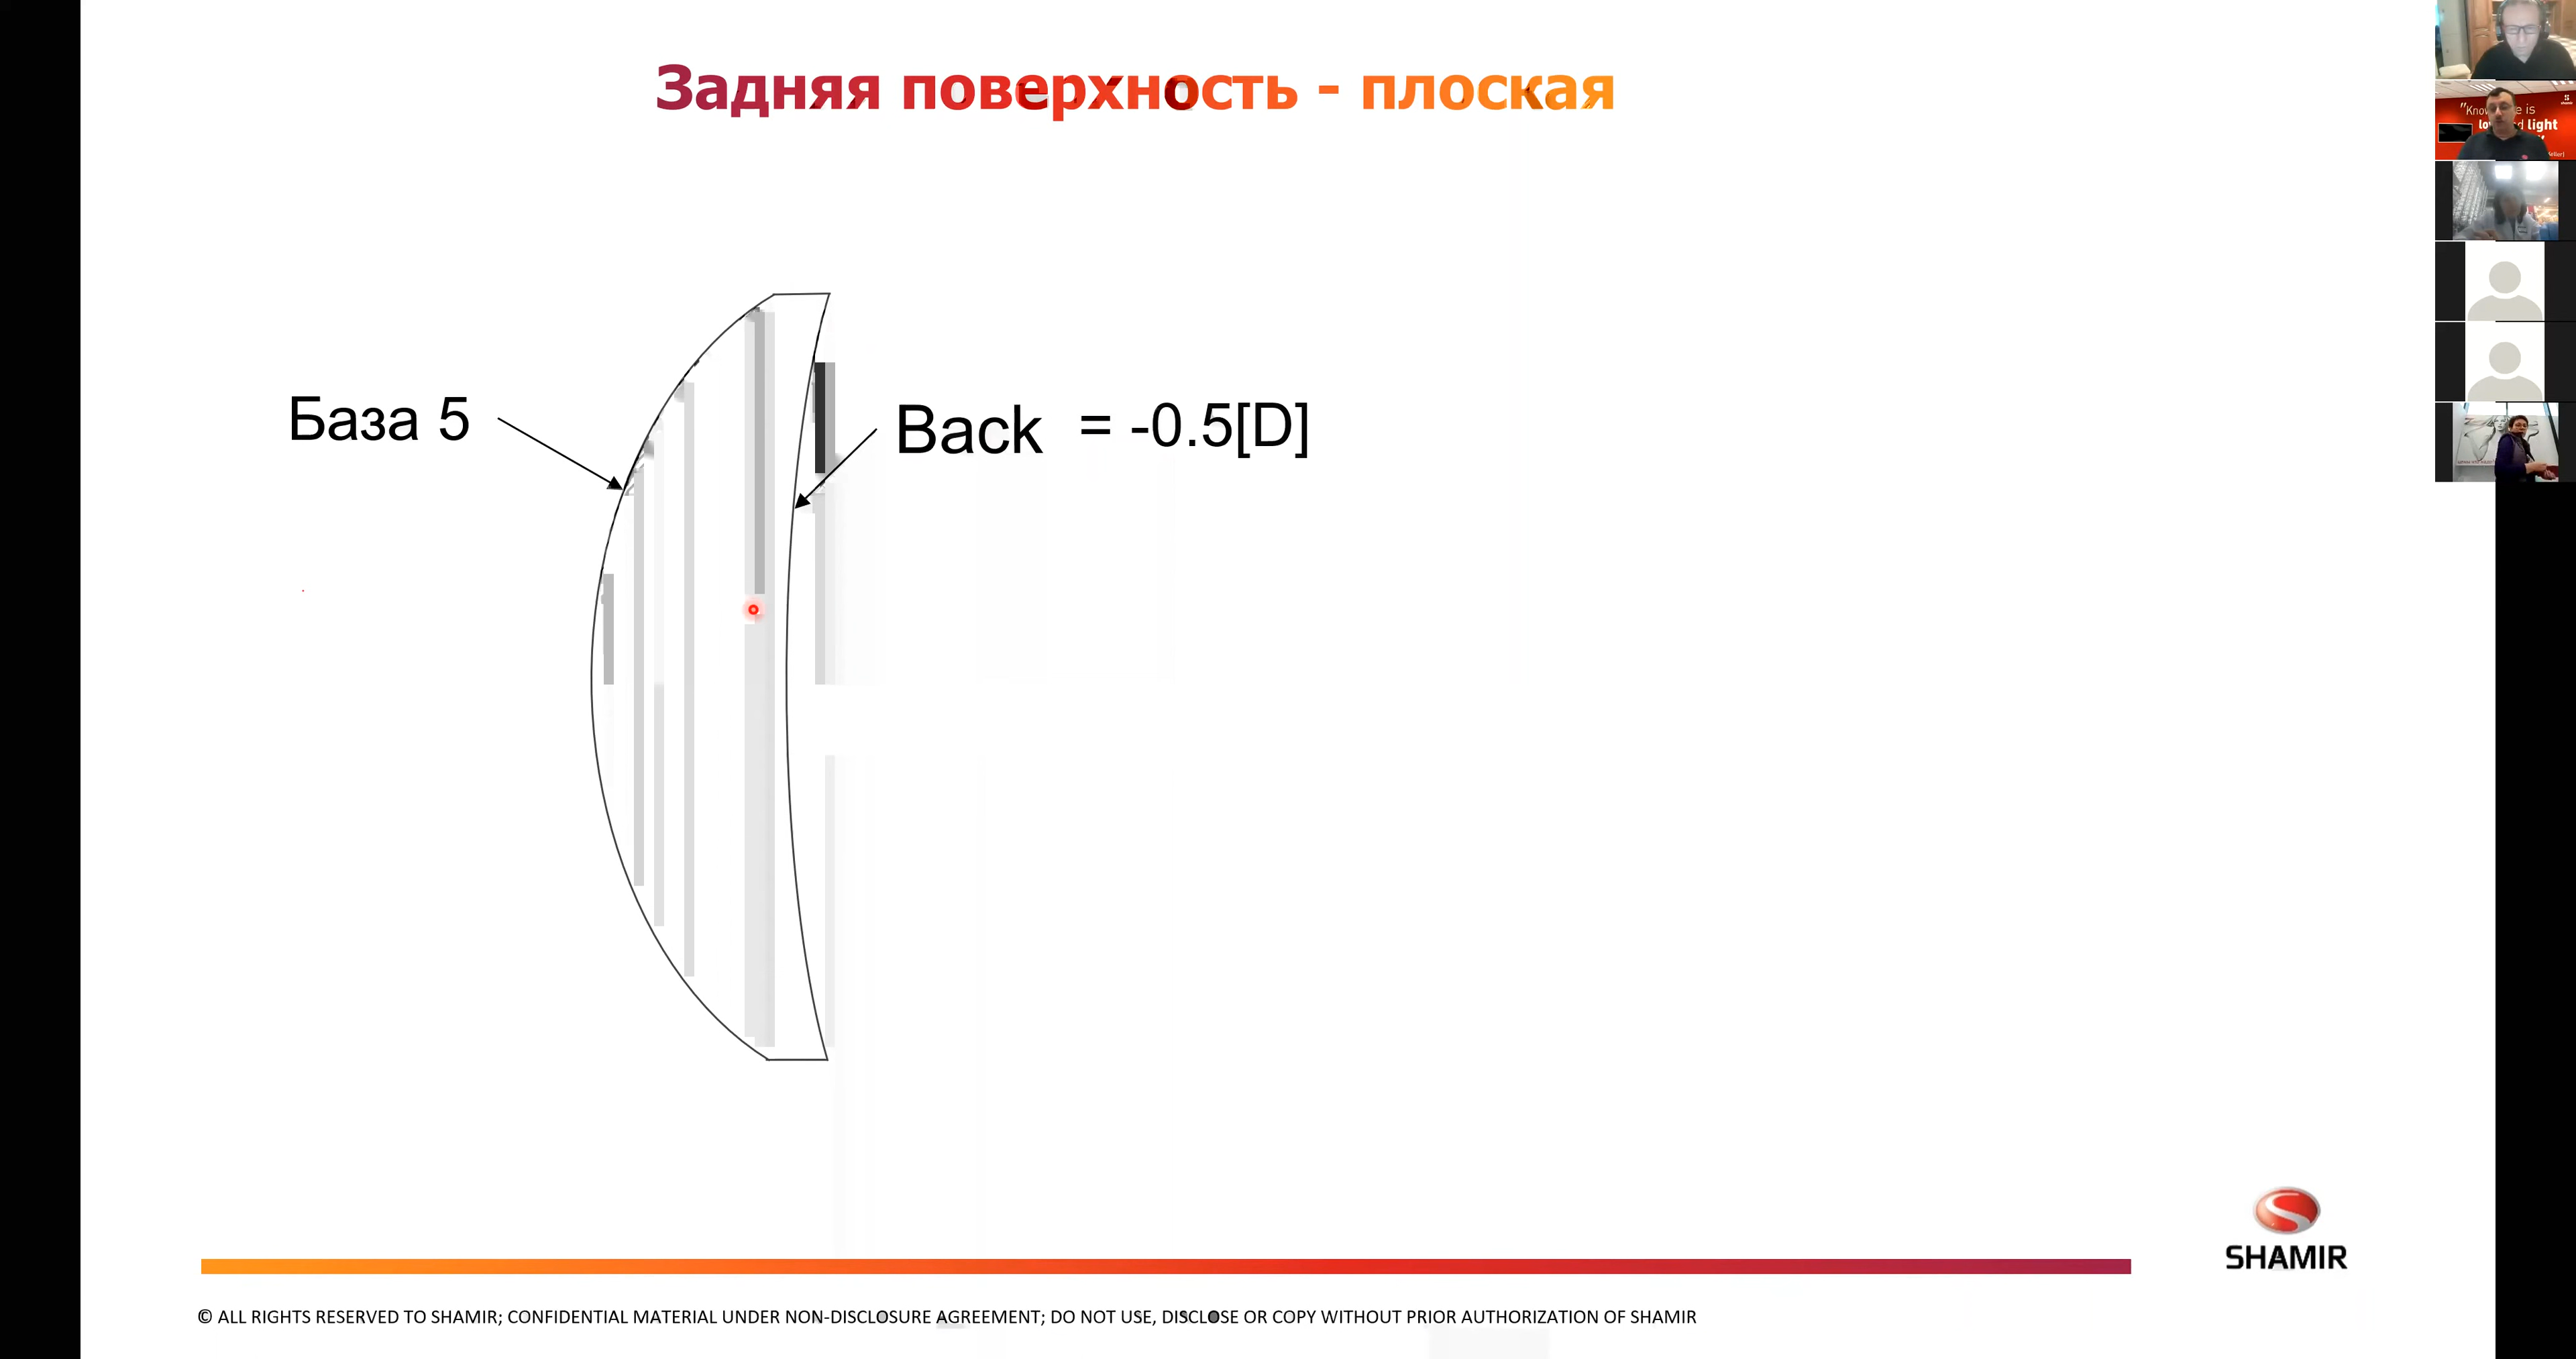 Задняя поверхность - плоская
База 5
Back = -0.5[D]
light
SHAMIR
© ALL RIGHTS RESERVED TO SHAMIR; CONFIDENTIAL MATERIAL UNDER NON-DISCLOSURE AGREEMENT; DO NOT USE, DISCLOSE OR COPY WITHOUT PRIOR AUTHORIZATION OF SHAMIR